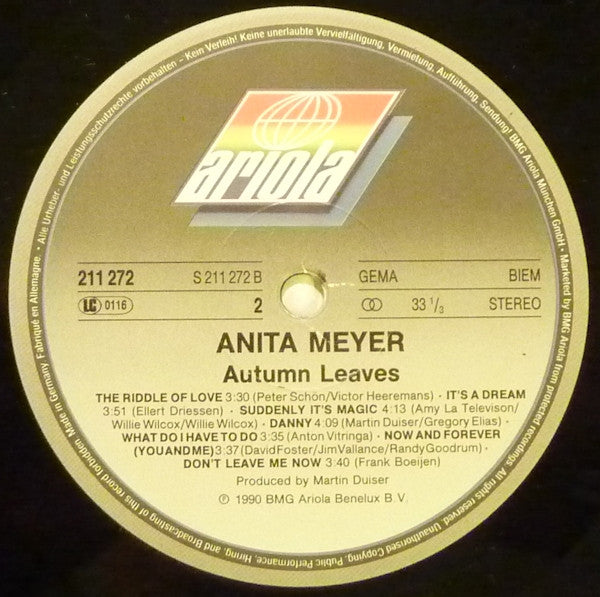 • Alle Urheber- und Leistungsschutzrechte vorbehalten – Kein Verleih! Keine unerlaubte Vervielfältigung, Vermietung, Aufführung, Sendung! BMG Ariola München GmbH • Marketed by BMG Ariola from protected recordings. All rights reserved. Unauthorised Copying, Public Performance, Hiring, and Broadcasting of this record forbidden. Made in Germany. Fabriqué en Allemagne.
ariola
211 272 S 211 272 B GEMA BIEM
LC 0116 2 33 1/3 STEREO
ANITA MEYER
Autumn Leaves
THE RIDDLE OF LOVE 3:30 (Peter Schön/Victor Heeremans) · IT'S A DREAM
3:51 (Ellert Driessen) · SUDDENLY IT'S MAGIC 4:13 (Amy La Televison/
Willie Wilcox/Willie Wilcox) · DANNY 4:09 (Martin Duiser/Gregory Elias) ·
WHAT DO I HAVE TO DO 3:35 (Anton Vitringa) · NOW AND FOREVER
(YOU AND ME) 3:37 (David Foster/Jim Vallance/Randy Goodrum) ·
DON'T LEAVE ME NOW 3:40 (Frank Boeijen)
Produced by Martin Duiser
℗ 1990 BMG Ariola Benelux B.V.